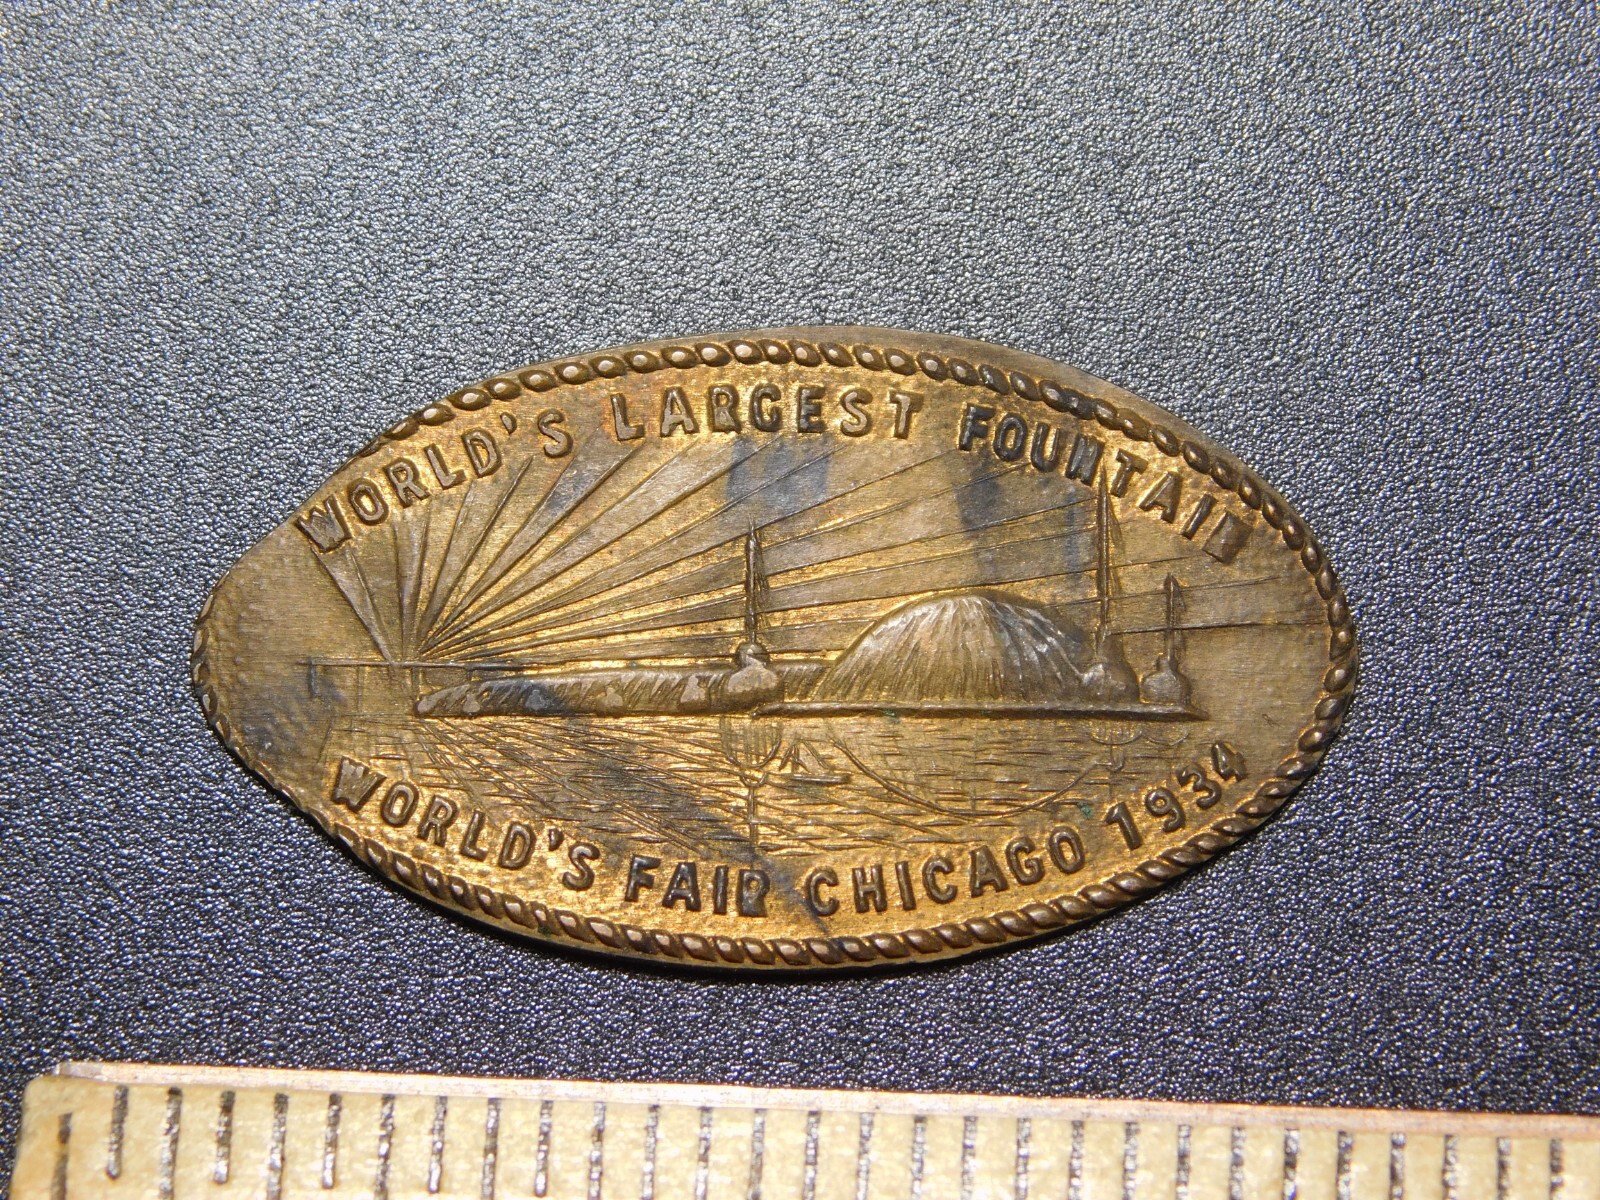 WORLD'S LARGEST FOUNTAIN
WORLD'S FAIR CHICAGO 1934